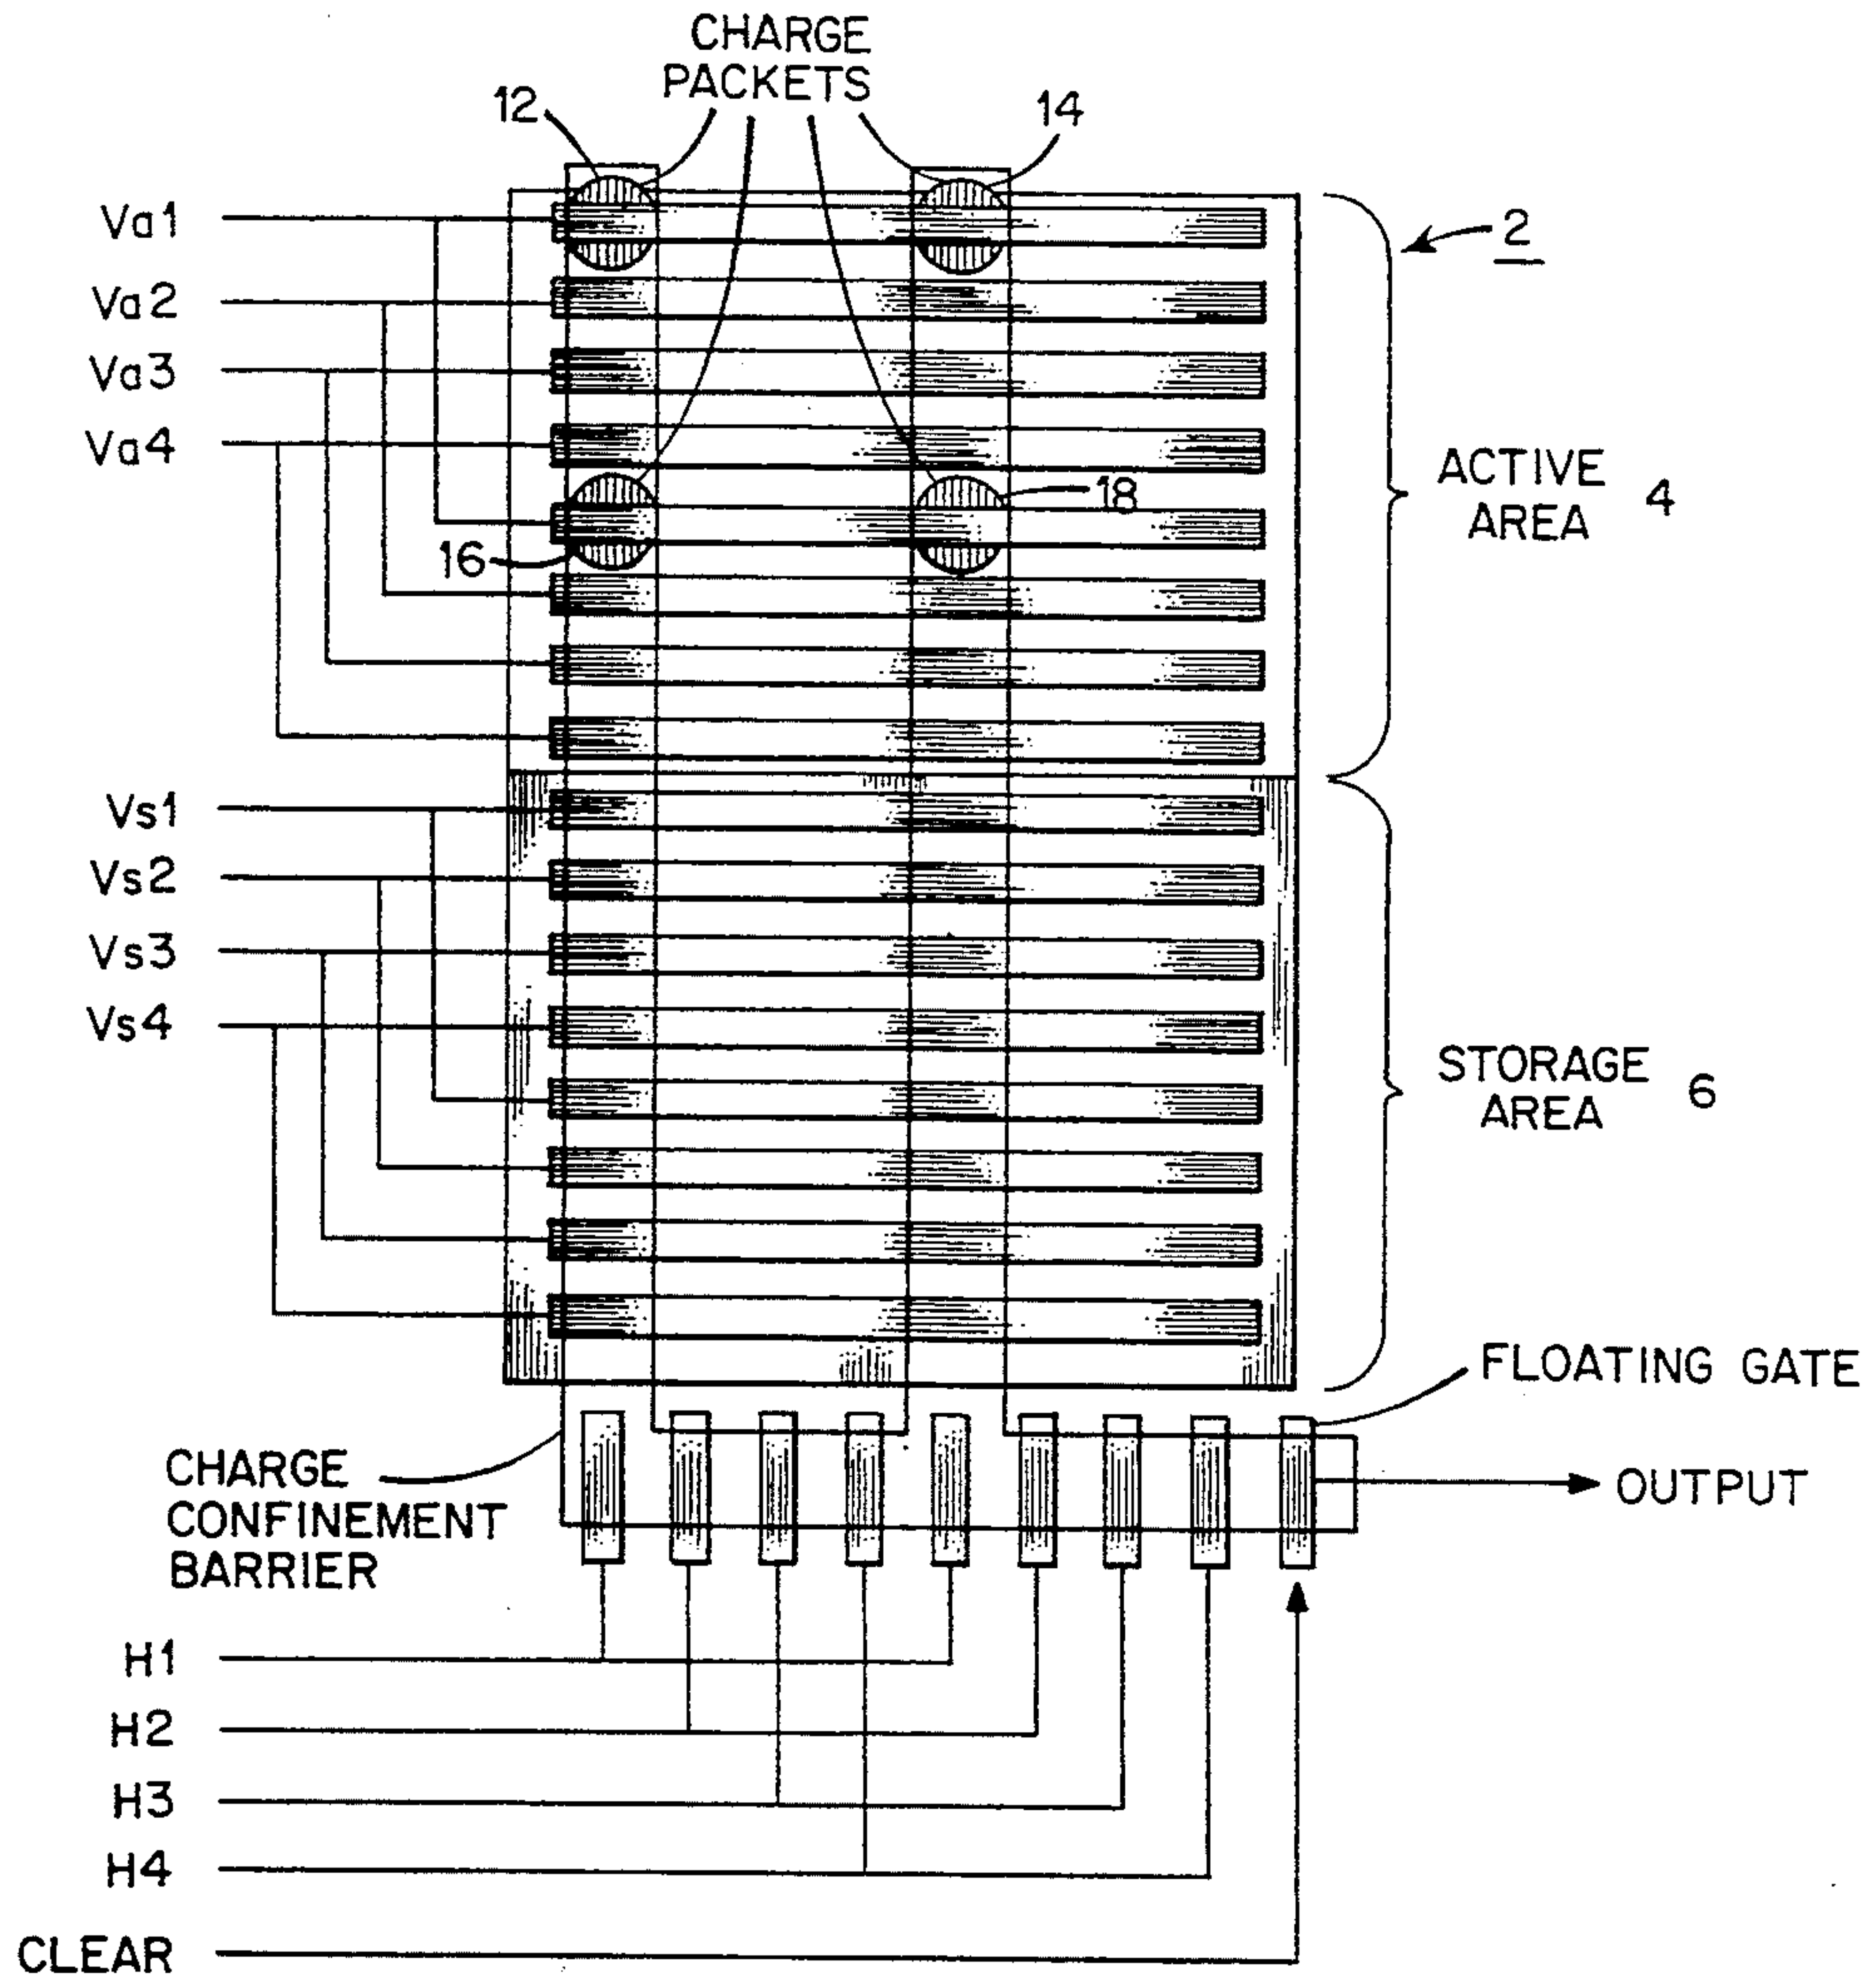 CHARGE
PACKETS
12
14
Va1
2
Va2
Va3
Va4
ACTIVE
AREA 4
18
16
Vs1
Vs2
Vs3
Vs4
STORAGE
AREA 6
FLOATING GATE
CHARGE
CONFINEMENT
BARRIER
OUTPUT
H1
H2
H3
H4
CLEAR